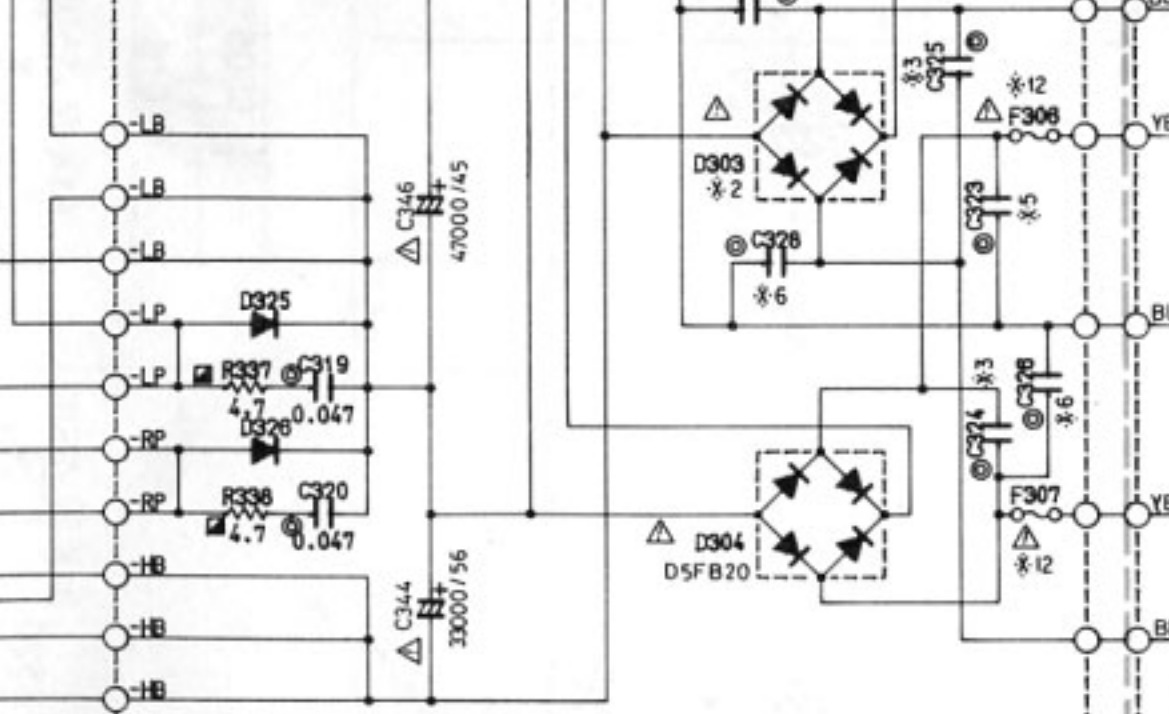 -LB
-LB
-LB
-LP
D325
-LP
R337
4.7
C319
0.047
-RP
D326
-RP
R338
4.7
C320
0.047
-HB
-HB
-HB
C346
47000/45
C344
33000/56
D303
※2
C328
※6
※3
C325
※12
F306
C323
※5
※3
C324
C326
※6
D304
D5FB20
F307
※12